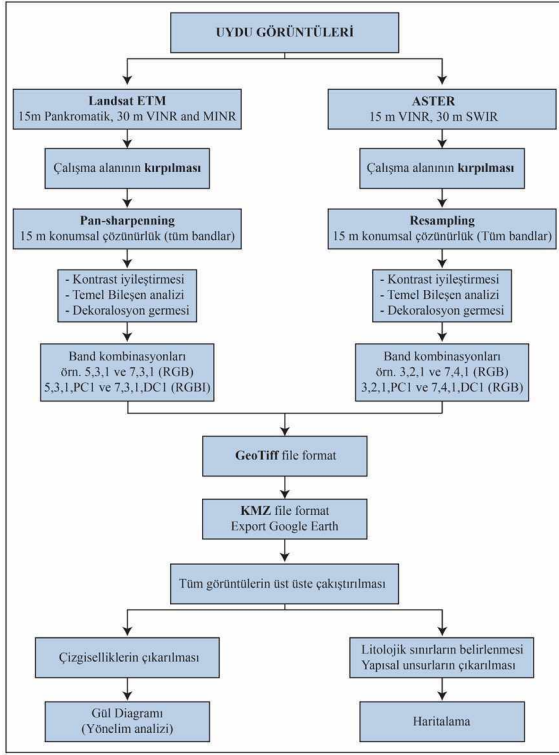 UYDU GÖRÜNTÜLERİ
Landsat ETM
15m Pankromatik, 30 m VINR and MINR
ASTER
15 m VINR, 30 m SWIR
Çalışma alanının kırpılması
Çalışma alanının kırpılması
Pan-sharpenning
15 m konumsal çözünürlük (tüm bandlar)
Resampling
15 m konumsal çözünürlük (Tüm bandlar)
- Kontrast iyileştirmesi
- Temel Bileşen analizi
- Dekoralosyon germesi
- Kontrast iyileştirmesi
- Temel Bileşen analizi
- Dekoralosyon germesi
Band kombinasyonları
örn. 5,3,1 ve 7,3,1 (RGB)
5,3,1,PC1 ve 7,3,1,DC1 (RGBI)
Band kombinasyonları
örn. 3,2,1 ve 7,4,1 (RGB)
3,2,1,PC1 ve 7,4,1,DC1 (RGB)
GeoTiff file format
KMZ file format
Export Google Earth
Tüm görüntülerin üst üste çakıştırılması
Çizgiselliklerin çıkarılması
Litolojik sınırların belirlenmesi
Yapısal unsurların çıkarılması
Gül Diagramı
(Yönelim analizi)
Haritalama